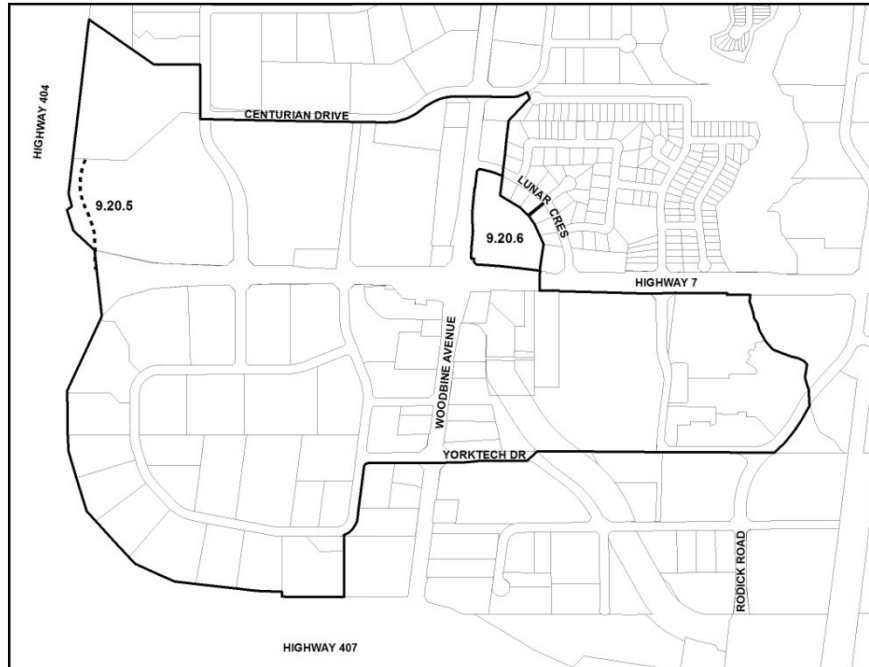 CENTURIAN DRIVE
HIGHWAY 404
9.20.5
LUNAR CRES
9.20.6
HIGHWAY 7
WOODBINE AVENUE
YORKTECH DR
RODICK ROAD
HIGHWAY 407